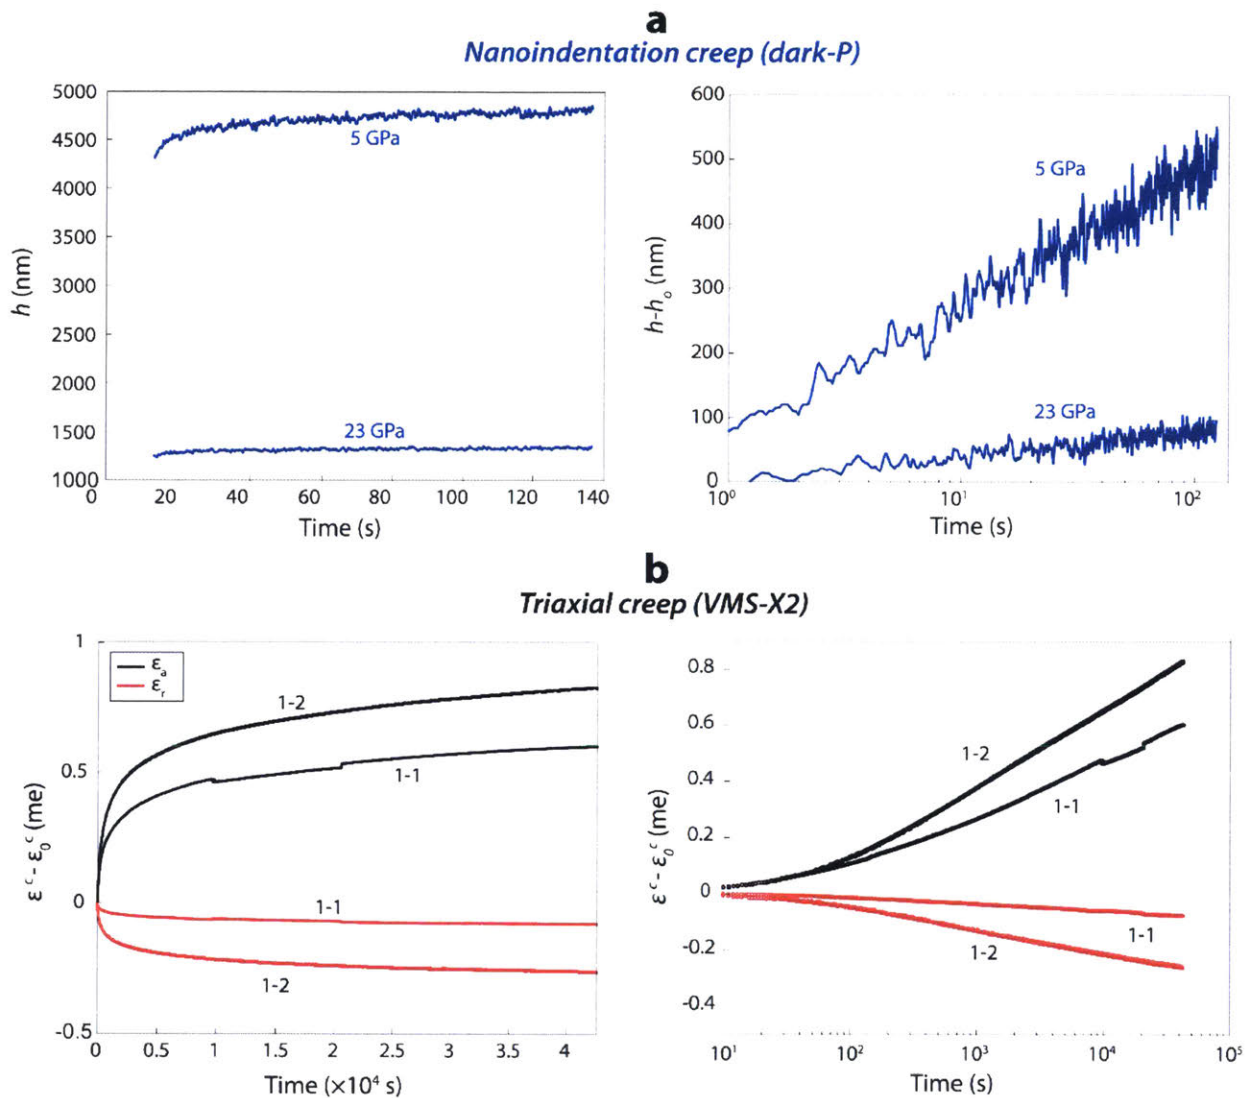 a
Nanoindentation creep (dark-P)
5000
4500
4000
3500
3000
2500
2000
1500
1000
h (nm)
5 GPa
23 GPa
0 20 40 60 80 100 120 140
Time (s)
600
500
400
300
200
100
0
h-h₀ (nm)
5 GPa
23 GPa
10⁰ 10¹ 10²
Time (s)
b
Triaxial creep (VMS-X2)
1
0.5
0
-0.5
εᶜ - ε₀ᶜ (me)
εₐ
εᵣ
1-2
1-1
1-1
1-2
0 0.5 1 1.5 2 2.5 3 3.5 4
Time (×10⁴ s)
0.8
0.6
0.4
0.2
0
-0.2
-0.4
εᶜ - ε₀ᶜ (me)
1-2
1-1
1-1
1-2
10¹ 10² 10³ 10⁴ 10⁵
Time (s)